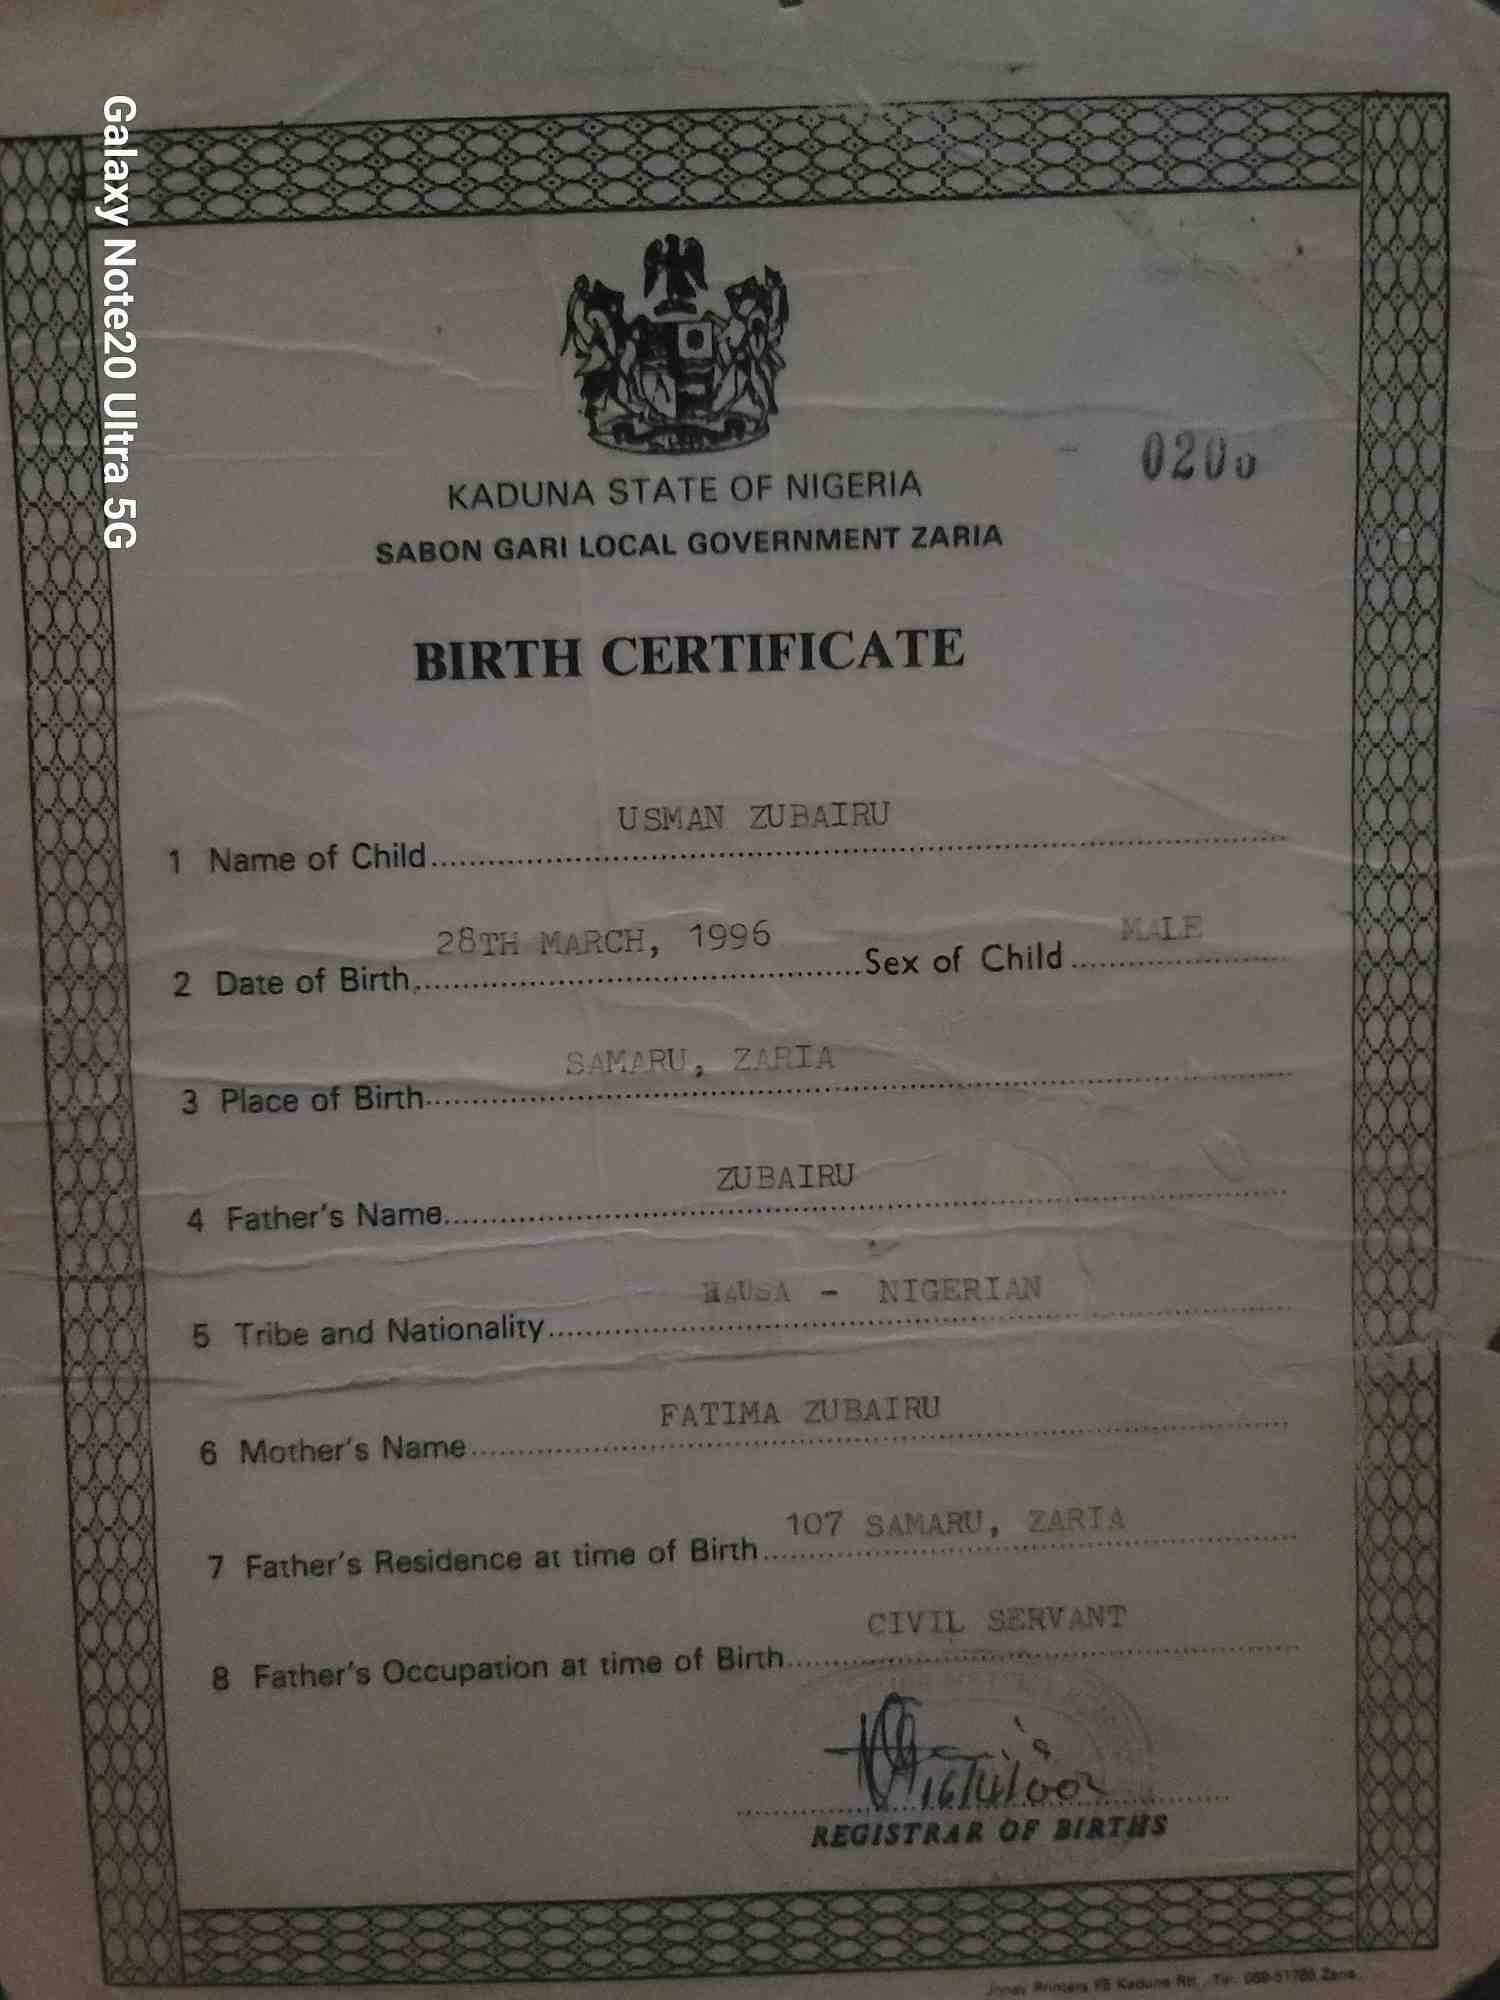 Galaxy Note20 Ultra 5G
KADUNA STATE OF NIGERIA
SABON GARI LOCAL GOVERNMENT ZARIA
BIRTH CERTIFICATE
USMAN ZUBAIRU
1 Name of Child
28TH MARCH, 1996 MALE
2 Date of Birth Sex of Child
SAMARU, ZARIA
3 Place of Birth
ZUBAIRU
4 Father's Name
HAUSA - NIGERIAN
5 Tribe and Nationality
FATIMA ZUBAIRU
6 Mother's Name
107 SAMARU, ZARIA
7 Father's Residence at time of Birth
CIVIL SERVANT
8 Father's Occupation at time of Birth
REGISTRAR OF BIRTHS
Printers Kaduna Zaria